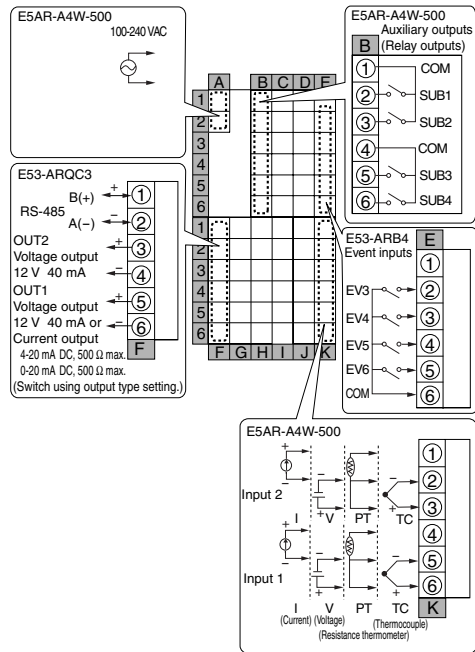 E5AR-A4W-500
100-240 VAC
E5AR-A4W-500
Auxiliary outputs
(Relay outputs)
B
1 COM
2 SUB1
3 SUB2
4 COM
5 SUB3
6 SUB4
A B C D E
1
2
3
4
5
6
1
2
3
4
5
6
F G H I J K
E53-ARQC3
RS-485
B(+) + 1
A(−) − 2
OUT2
Voltage output
12 V 40 mA
+ 3
− 4
OUT1
Voltage output
12 V 40 mA or
Current output
4-20 mA DC, 500 Ω max.
0-20 mA DC, 500 Ω max.
(Switch using output type setting.)
+ 5
− 6
F
E53-ARB4
Event inputs
E
1
EV3 2
EV4 3
EV5 4
EV6 5
COM 6
E5AR-A4W-500
Input 2
+ − − + − +
I V PT TC
Input 1
+ − − + − +
I V PT TC
(Current) (Voltage) (Thermocouple)
(Resistance thermometer)
1
2
3
4
5
6
K